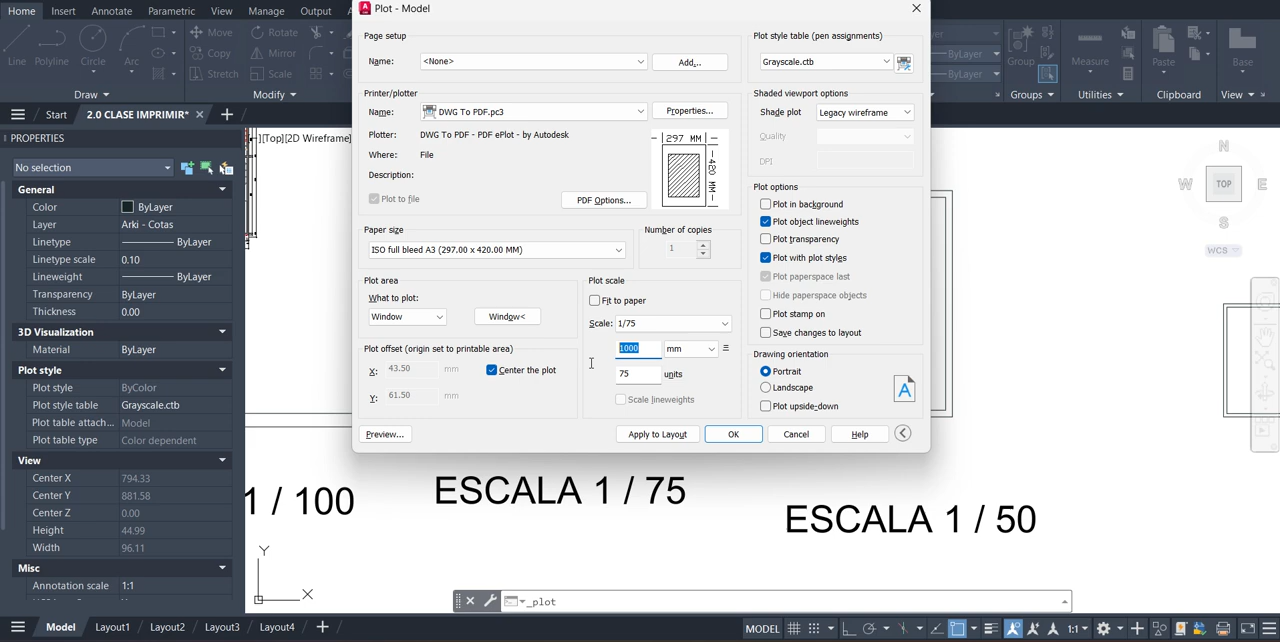 Home Insert Annotate Parametric View Manage Output
Plot - Model
Line Polyline Circle Arc
Move Rotate
Copy Mirror
Stretch Scale
Draw Modify
Group Measure Paste Base
ByLayer
ByLayer
Groups Utilities Clipboard View
Start 2.0 CLASE IMPRIMIR*
PROPERTIES
No selection
General
Color ByLayer
Layer Arki - Cotas
Linetype ByLayer
Linetype scale 0.10
Lineweight ByLayer
Transparency ByLayer
Thickness 0.00
3D Visualization
Material ByLayer
Plot style
Plot style ByColor
Plot style table Grayscale.ctb
Plot table attach... Model
Plot table type Color dependent
View
Center X 794.33
Center Y 881.58
Center Z 0.00
Height 44.99
Width 96.11
Misc
Annotation scale 1:1
][Top][2D Wireframe]
Page setup
Name: <None> Add...
Printer/plotter
Name: DWG To PDF.pc3 Properties...
Plotter: DWG To PDF - PDF ePlot - by Autodesk
Where: File
Description:
Plot to file PDF Options...
297 MM
420 MM
Paper size
ISO full bleed A3 (297.00 x 420.00 MM)
Number of copies
1
Plot area
What to plot:
Window Window<
Plot offset (origin set to printable area)
X: 43.50 mm Center the plot
Y: 61.50 mm
Plot scale
Fit to paper
Scale: 1/75
1000 mm =
75 units
Scale lineweights
Plot style table (pen assignments)
Grayscale.ctb
Shaded viewport options
Shade plot Legacy wireframe
Quality
DPI
Plot options
Plot in background
Plot object lineweights
Plot transparency
Plot with plot styles
Plot paperspace last
Hide paperspace objects
Plot stamp on
Save changes to layout
Drawing orientation
Portrait
Landscape
Plot upside-down
A
Preview... Apply to Layout OK Cancel Help
N
W TOP E
S
WCS
1 / 100
ESCALA 1 / 75
ESCALA 1 / 50
Y
X
_plot
Model Layout1 Layout2 Layout3 Layout4
MODEL 1:1